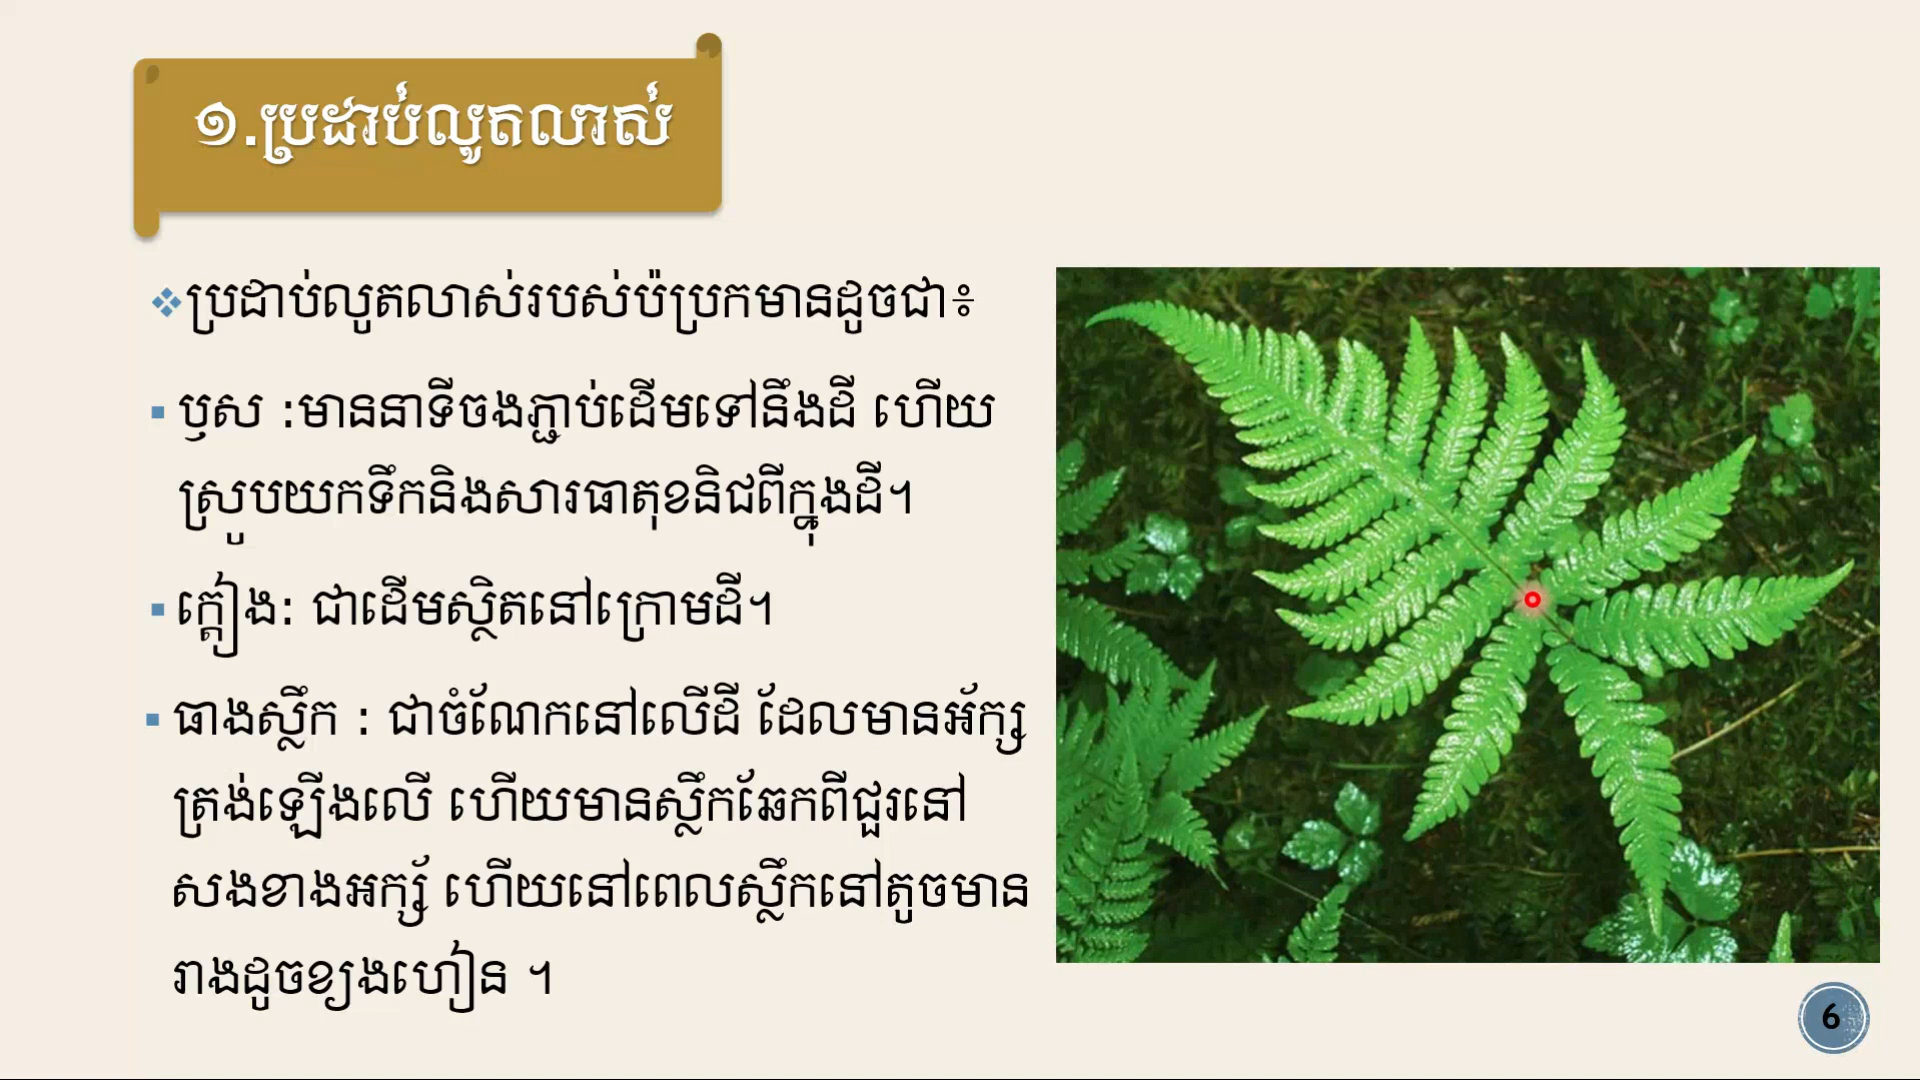 ១.ប្រដាប់លូតលាស់
❖ប្រដាប់លូតលាស់របស់ប៉ប្រកមានដូចជា៖
▪ ឫស :មាននាទីចងភ្ជាប់ដើមទៅនឹងដី ហើយ
ស្រូបយកទឹកនិងសារធាតុខនិជពីក្នុងដី។
▪ ក្តៀង: ជាដើមស្ថិតនៅក្រោមដី។
▪ ធាងស្លឹក : ជាចំណែកនៅលើដី ដែលមានអ័ក្ស
ត្រង់ឡើងលើ ហើយមានស្លឹកឆែកពីជួរនៅ
សងខាងអក្ស័ ហើយនៅពេលស្លឹកនៅតូចមាន
រាងដូចខ្យងហៀន ។
6